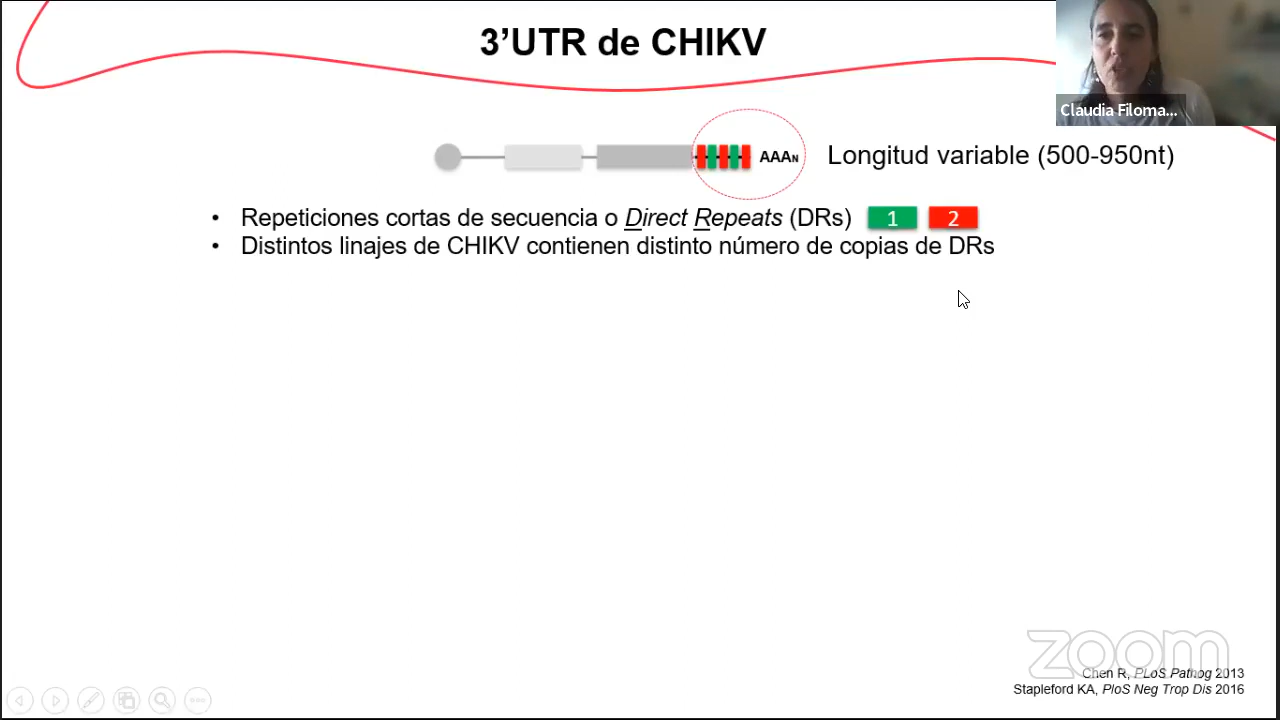 3’UTR de CHIKV
Claudia Filoma...
AAAN
Longitud variable (500-950nt)
• Repeticiones cortas de secuencia o Direct Repeats (DRs) 1 2
• Distintos linajes de CHIKV contienen distinto número de copias de DRs
zoom
Chen R, PLoS Pathog 2013
Stapleford KA, PloS Neg Trop Dis 2016